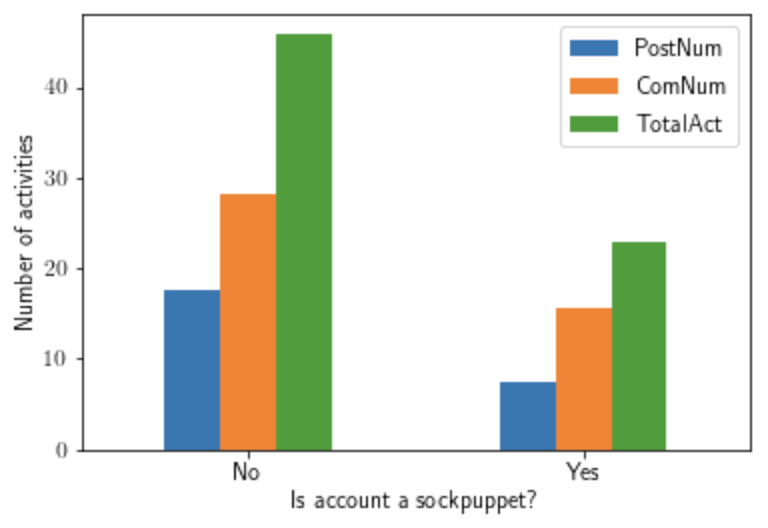 PostNum
ComNum
TotalAct
Number of activities
40
30
20
10
0
No
Yes
Is account a sockpuppet?